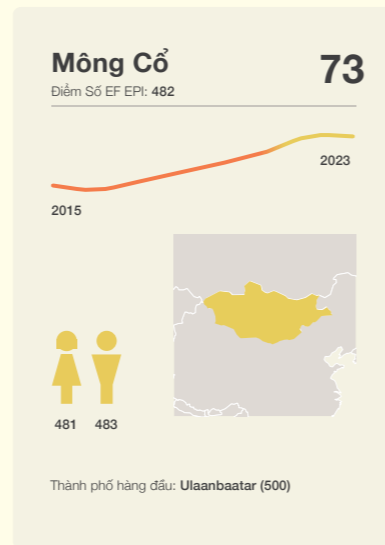 Mông Cổ
73
Điểm Số EF EPI: 482
2023
2015
481 483
Thành phố hàng đầu: Ulaanbaatar (500)